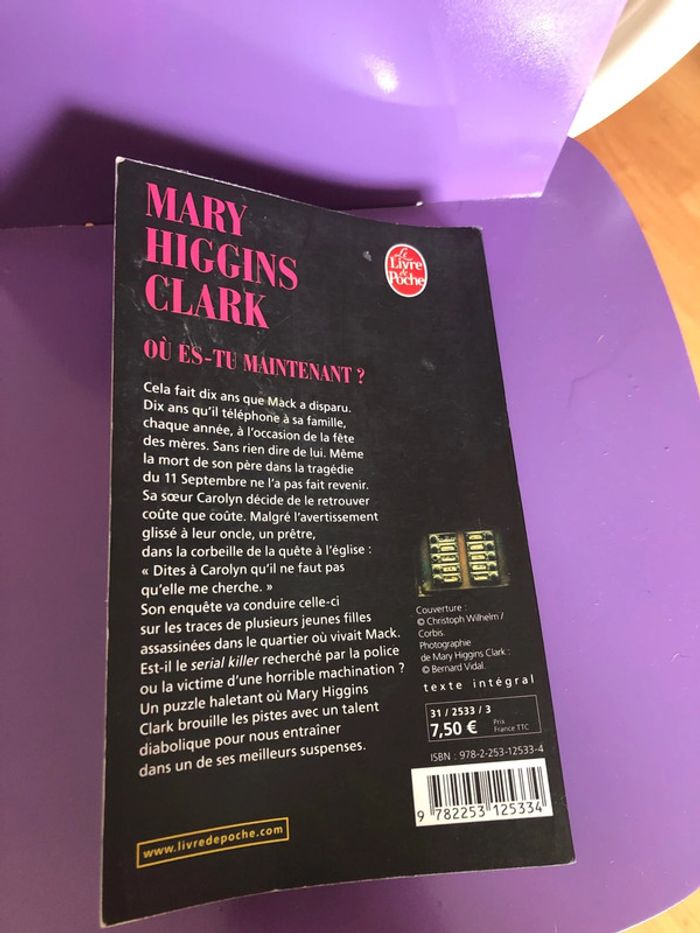 MARY
HIGGINS
CLARK
Le
Livre
de
Poche
OÙ ES-TU MAINTENANT ?
Cela fait dix ans que Mack a disparu.
Dix ans qu'il téléphone à sa famille,
chaque année, à l'occasion de la fête
des mères. Sans rien dire de lui. Même
la mort de son père dans la tragédie
du 11 Septembre ne l'a pas fait revenir.
Sa sœur Carolyn décide de le retrouver
coûte que coûte. Malgré l'avertissement
glissé à leur oncle, un prêtre,
dans la corbeille de la quête à l'église :
« Dites à Carolyn qu'il ne faut pas
qu'elle me cherche. »
Son enquête va conduire celle-ci
sur les traces de plusieurs jeunes filles
assassinées dans le quartier où vivait Mack.
Est-il le serial killer recherché par la police
ou la victime d'une horrible machination ?
Un puzzle haletant où Mary Higgins
Clark brouille les pistes avec un talent
diabolique pour nous entraîner
dans un de ses meilleurs suspenses.
Couverture :
© Christoph Wilhelm /
Corbis.
Photographie
de Mary Higgins Clark :
© Bernard Vidal.
texte intégral
31 / 2533 / 3
7,50 € Prix
France TTC
ISBN : 978-2-253-12533-4
9 782253 125334
www.livredepoche.com